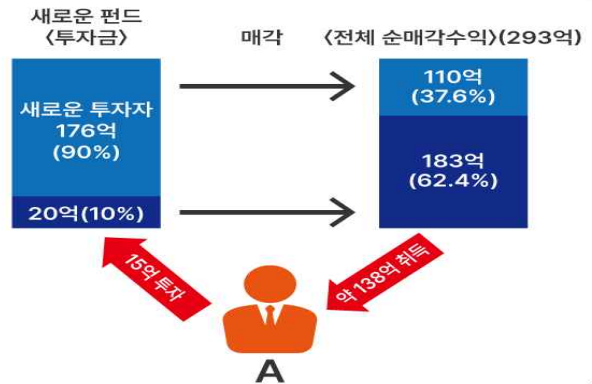 새로운 펀드
<투자금>
매각
<전체 순매각수익>(293억)
새로운 투자자
176억
(90%)
20억(10%)
110억
(37.6%)
183억
(62.4%)
15억 투자
약 138억 취득
A